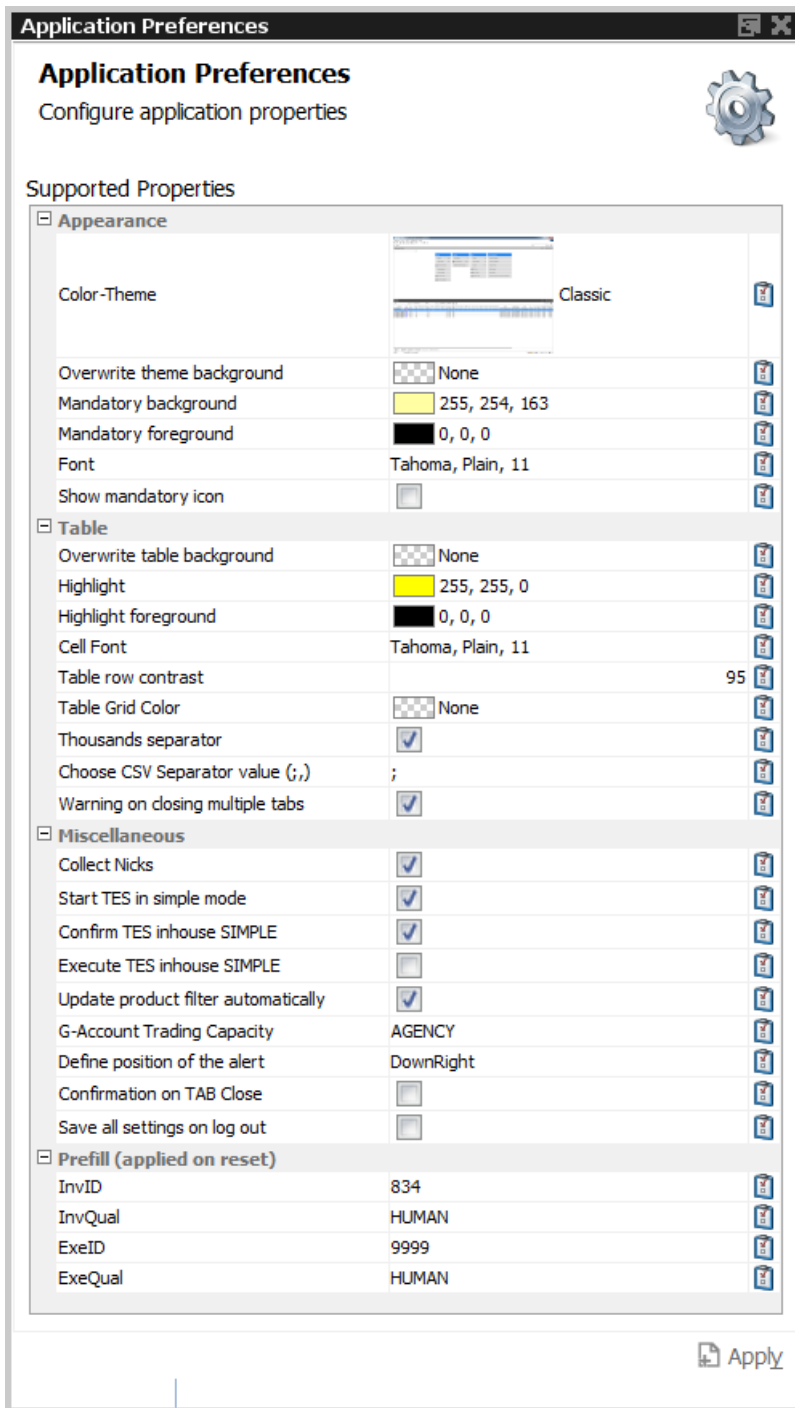 Application Preferences
Application Preferences
Configure application properties
Supported Properties
Appearance
Color-Theme Classic
Overwrite theme background None
Mandatory background 255, 254, 163
Mandatory foreground 0, 0, 0
Font Tahoma, Plain, 11
Show mandatory icon
Table
Overwrite table background None
Highlight 255, 255, 0
Highlight foreground 0, 0, 0
Cell Font Tahoma, Plain, 11
Table row contrast 95
Table Grid Color None
Thousands separator
Choose CSV Separator value (;,) ;
Warning on closing multiple tabs
Miscellaneous
Collect Nicks
Start TES in simple mode
Confirm TES inhouse SIMPLE
Execute TES inhouse SIMPLE
Update product filter automatically
G-Account Trading Capacity AGENCY
Define position of the alert DownRight
Confirmation on TAB Close
Save all settings on log out
Prefill (applied on reset)
InvID 834
InvQual HUMAN
ExeID 9999
ExeQual HUMAN
Apply